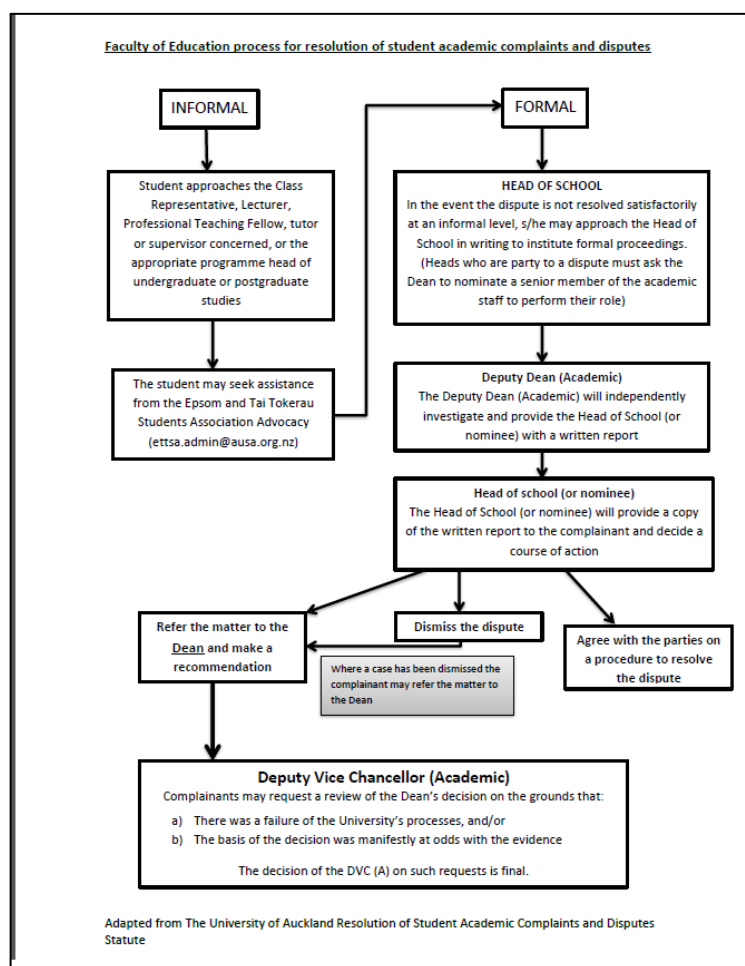 Faculty of Education process for resolution of student academic complaints and disputes
INFORMAL
Student approaches the Class
Representative, Lecturer,
Professional Teaching Fellow, tutor
or supervisor concerned, or the
appropriate programme head of
undergraduate or postgraduate
studies
The student may seek assistance
from the Epsom and Tai Tokerau
Students Association Advocacy
(ettsa.admin@ausa.org.nz)
FORMAL
HEAD OF SCHOOL
In the event the dispute is not resolved satisfactorily
at an informal level, s/he may approach the Head of
School in writing to institute formal proceedings.
(Heads who are party to a dispute must ask the
Dean to nominate a senior member of the academic
staff to perform their role)
Deputy Dean (Academic)
The Deputy Dean (Academic) will independently
investigate and provide the Head of School (or
nominee) with a written report
Head of school (or nominee)
The Head of School (or nominee) will provide a copy
of the written report to the complainant and decide a
course of action
Refer the matter to the
Dean and make a
recommendation
Dismiss the dispute
Where a case has been dismissed the
complainant may refer the matter to
the Dean
Agree with the parties on
a procedure to resolve
the dispute
Deputy Vice Chancellor (Academic)
Complainants may request a review of the Dean's decision on the grounds that:
a) There was a failure of the University's processes, and/or
b) The basis of the decision was manifestly at odds with the evidence
The decision of the DVC (A) on such requests is final.
Adapted from The University of Auckland Resolution of Student Academic Complaints and Disputes
Statute